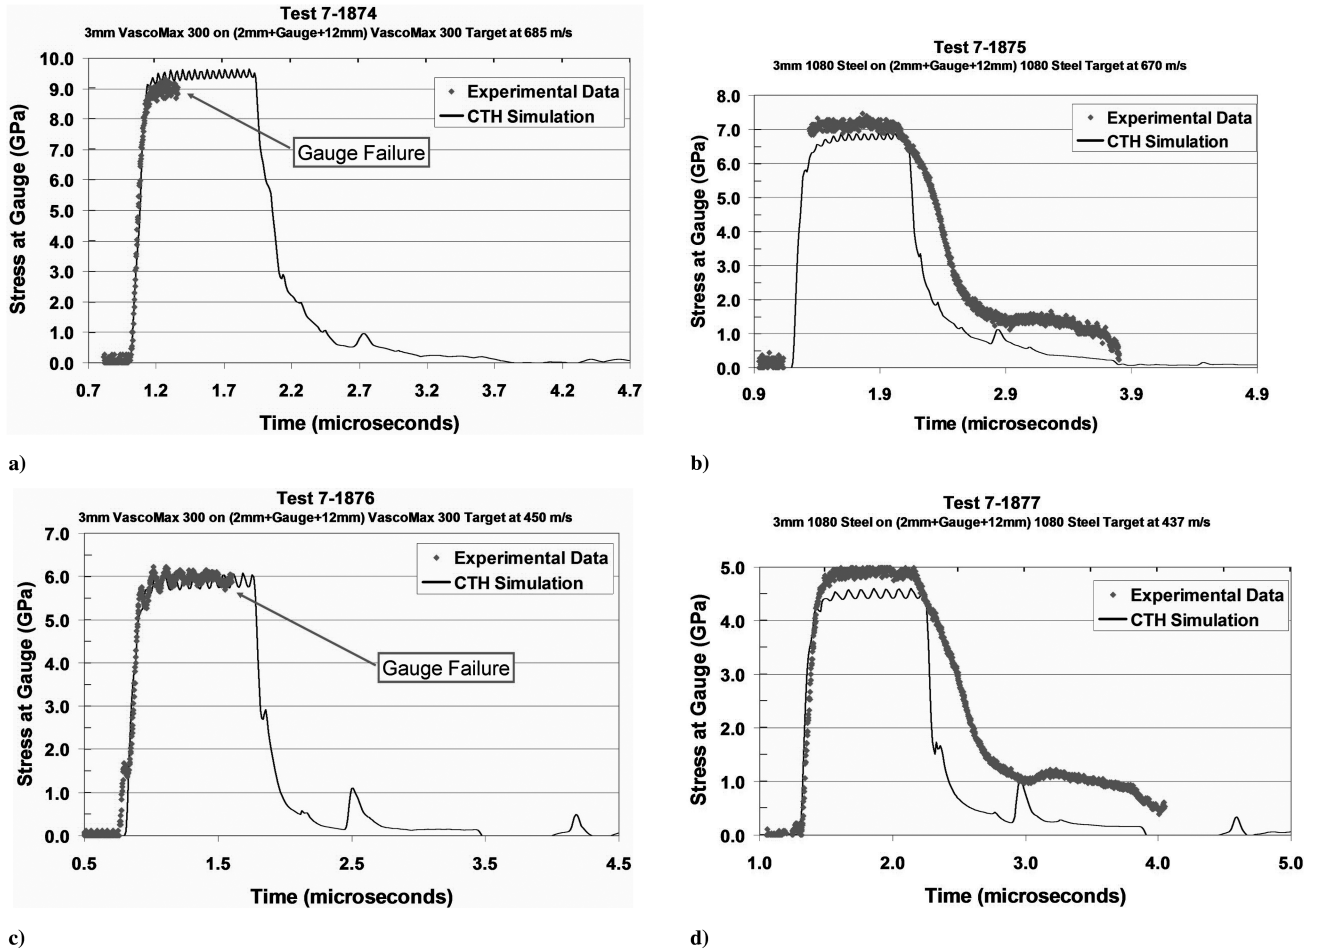 Test 7-1874
3mm VascoMax 300 on (2mm+Gauge+12mm) VascoMax 300 Target at 685 m/s
10.0
9.0
8.0
7.0
6.0
5.0
4.0
3.0
2.0
1.0
0.0
Stress at Gauge (GPa)
Experimental Data
CTH Simulation
Gauge Failure
0.7 1.2 1.7 2.2 2.7 3.2 3.7 4.2 4.7
Time (microseconds)
a)
Test 7-1875
3mm 1080 Steel on (2mm+Gauge+12mm) 1080 Steel Target at 670 m/s
8.0
7.0
6.0
5.0
4.0
3.0
2.0
1.0
0.0
Stress at Gauge (GPa)
Experimental Data
CTH Simulation
0.9 1.9 2.9 3.9 4.9
Time (microseconds)
b)
Test 7-1876
3mm VascoMax 300 on (2mm+Gauge+12mm) VascoMax 300 Target at 450 m/s
7.0
6.0
5.0
4.0
3.0
2.0
1.0
0.0
Stress at Gauge (GPa)
Experimental Data
CTH Simulation
Gauge Failure
0.5 1.5 2.5 3.5 4.5
Time (microseconds)
c)
Test 7-1877
3mm 1080 Steel on (2mm+Gauge+12mm) 1080 Steel Target at 437 m/s
5.0
4.0
3.0
2.0
1.0
0.0
Stress at Gauge (GPa)
Experimental Data
CTH Simulation
1.0 2.0 3.0 4.0 5.0
Time (microseconds)
d)